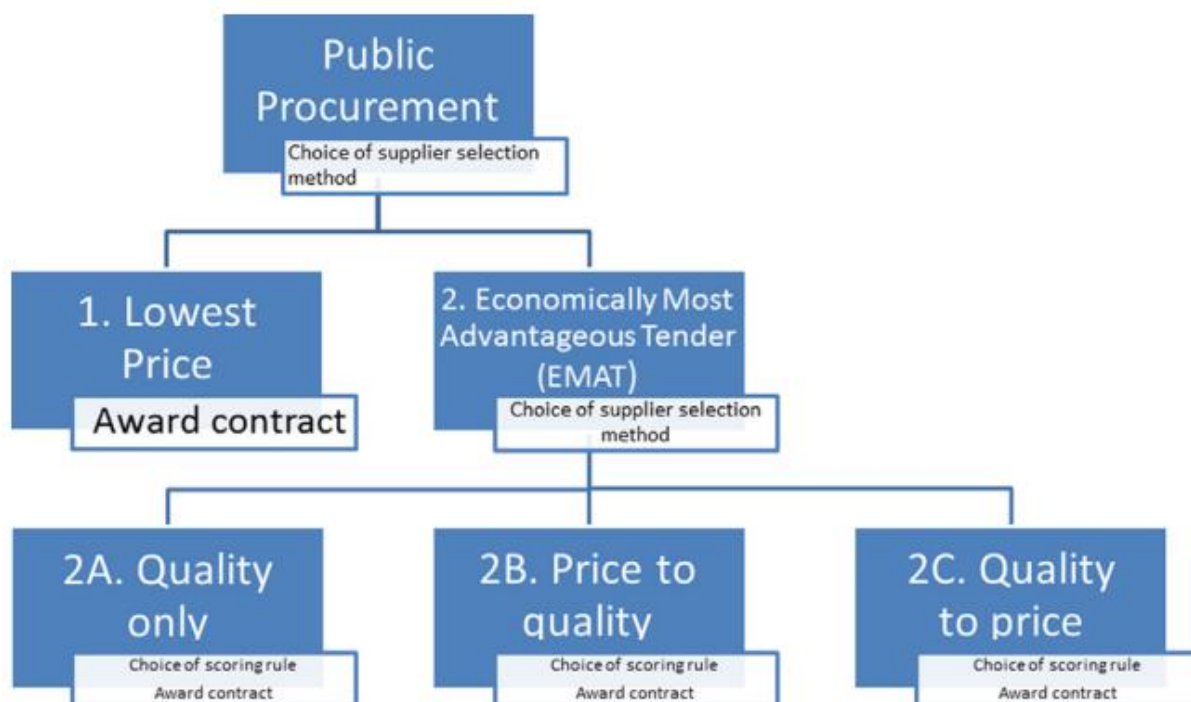 Public
Procurement
Choice of supplier selection
method
1. Lowest
Price
Award contract
2. Economically Most
Advantageous Tender
(EMAT)
Choice of supplier selection
method
2A. Quality
only
Choice of scoring rule
Award contract
2B. Price to
quality
Choice of scoring rule
Award contract
2C. Quality
to price
Choice of scoring rule
Award contract